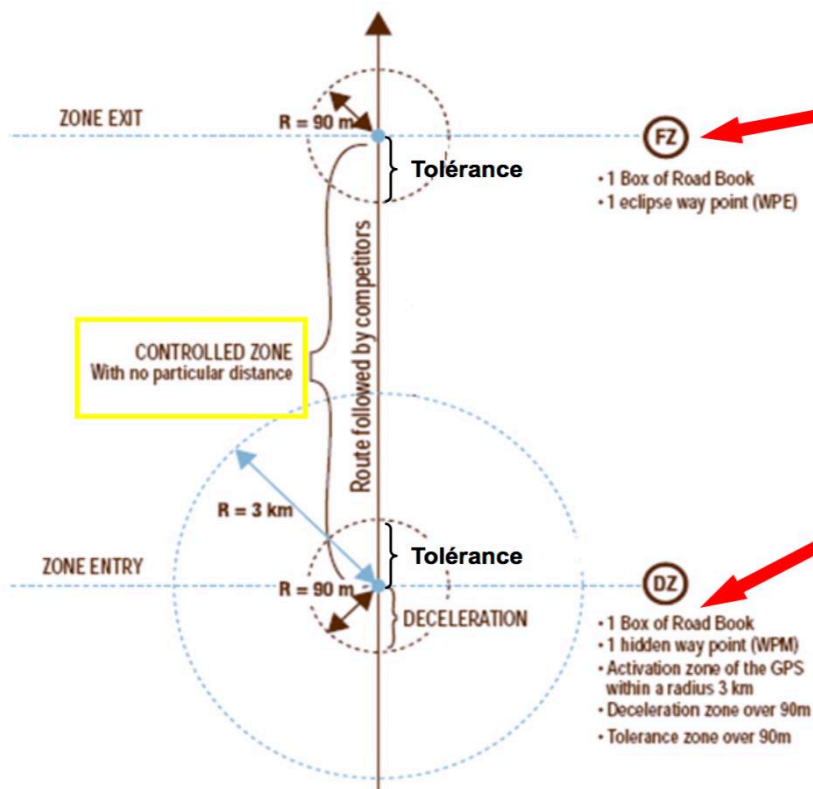 ZONE EXIT
R = 90 m
Tolérance
FZ
• 1 Box of Road Book
• 1 eclipse way point (WPE)
Route followed by competitors
CONTROLLED ZONE
With no particular distance
R = 3 km
Tolérance
ZONE ENTRY
R = 90 m
DECELERATION
DZ
• 1 Box of Road Book
• 1 hidden way point (WPM)
• Activation zone of the GPS
within a radius 3 km
• Deceleration zone over 90m
• Tolerance zone over 90m